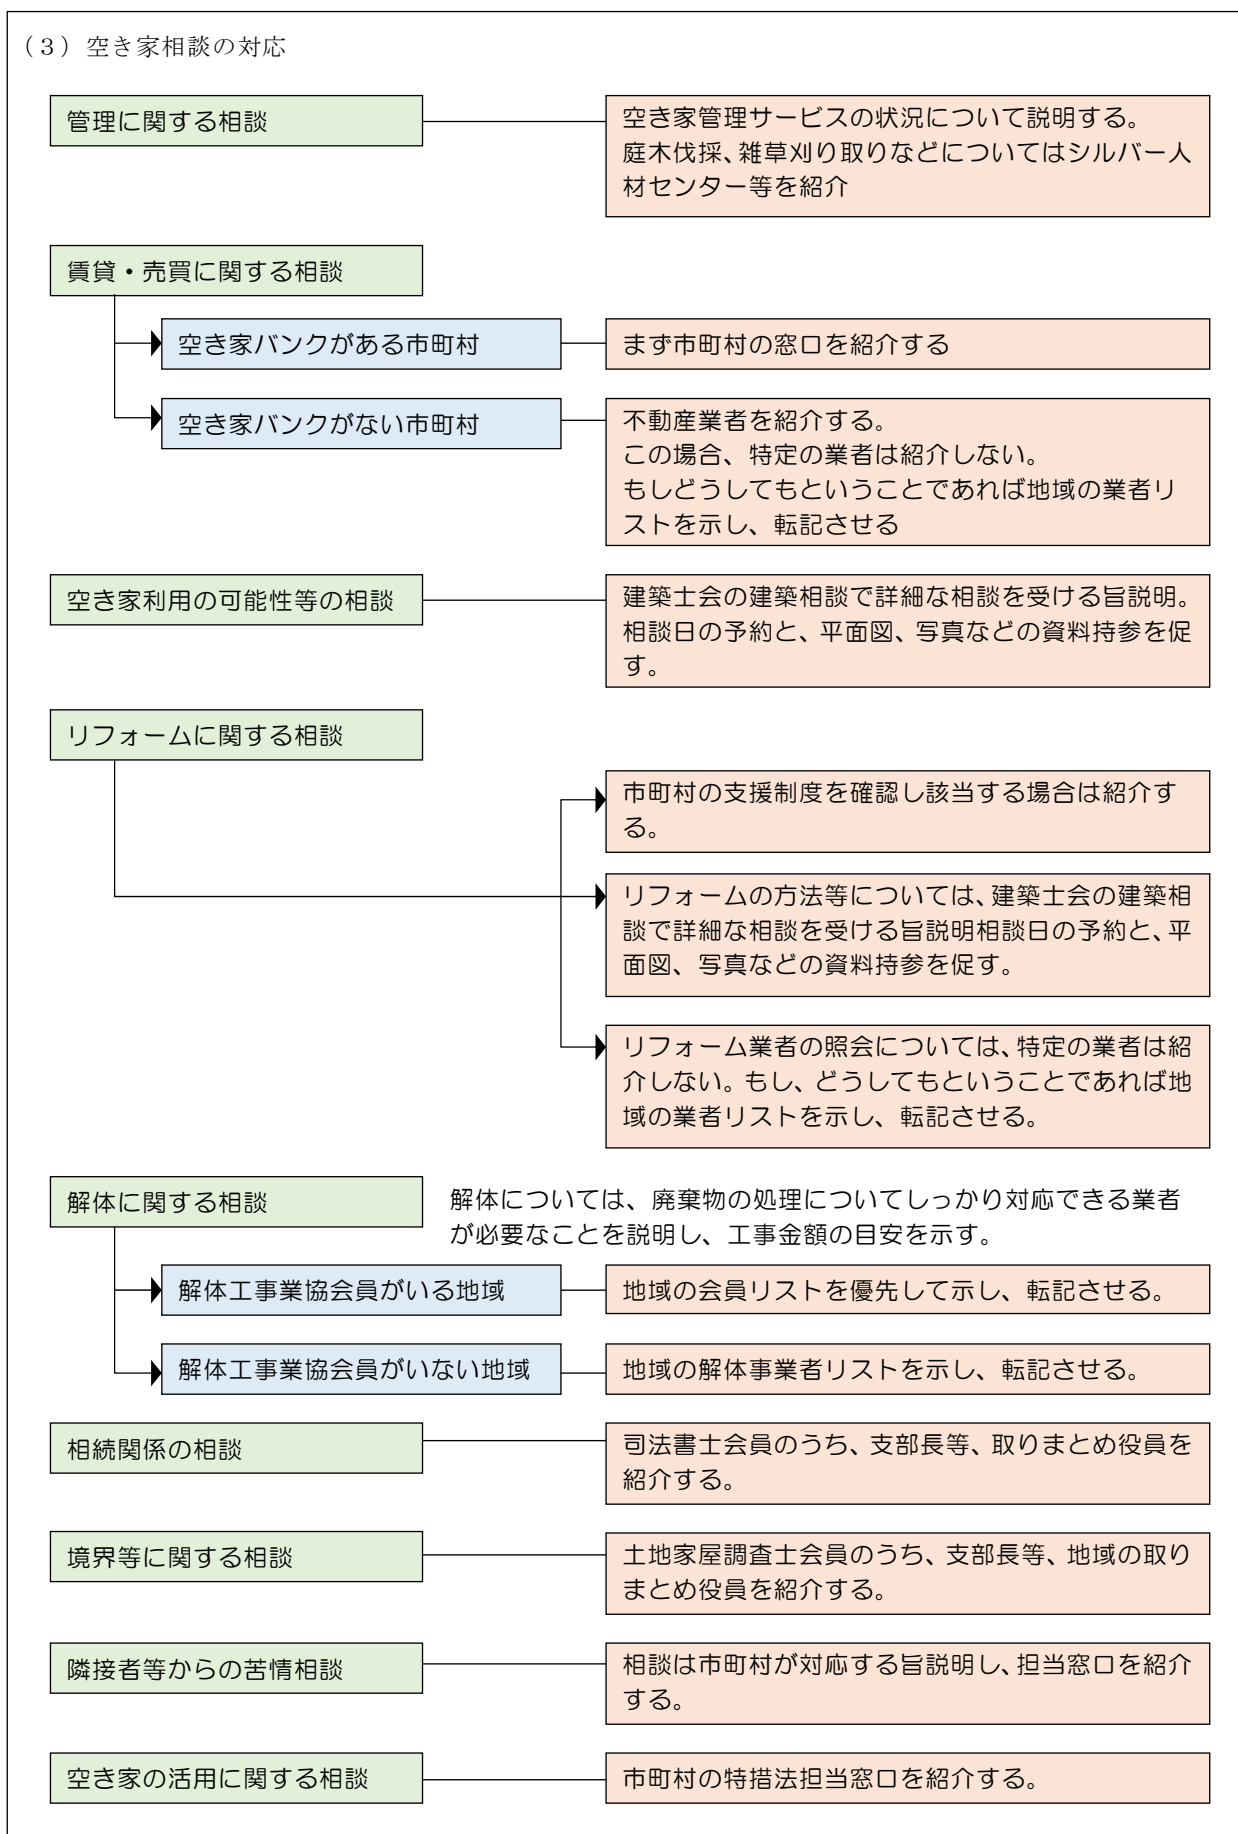 （３）空き家相談の対応
管理に関する相談
空き家管理サービスの状況について説明する。
庭木伐採、雑草刈り取りなどについてはシルバー人
材センター等を紹介
賃貸・売買に関する相談
空き家バンクがある市町村
まず市町村の窓口を紹介する
空き家バンクがない市町村
不動産業者を紹介する。
この場合、特定の業者は紹介しない。
もしどうしてもということであれば地域の業者リ
ストを示し、転記させる
空き家利用の可能性等の相談
建築士会の建築相談で詳細な相談を受ける旨説明。
相談日の予約と、平面図、写真などの資料持参を促
す。
リフォームに関する相談
市町村の支援制度を確認し該当する場合は紹介す
る。
リフォームの方法等については、建築士会の建築相
談で詳細な相談を受ける旨説明相談日の予約と、平
面図、写真などの資料持参を促す。
リフォーム業者の照会については、特定の業者は紹
介しない。もし、どうしてもということであれば地
域の業者リストを示し、転記させる。
解体に関する相談
解体については、廃棄物の処理についてしっかり対応できる業者
が必要なことを説明し、工事金額の目安を示す。
解体工事業協会員がいる地域
地域の会員リストを優先して示し、転記させる。
解体工事業協会員がいない地域
地域の解体事業者リストを示し、転記させる。
相続関係の相談
司法書士会員のうち、支部長等、取りまとめ役員を
紹介する。
境界等に関する相談
土地家屋調査士会員のうち、支部長等、地域の取り
まとめ役員を紹介する。
隣接者等からの苦情相談
相談は市町村が対応する旨説明し、担当窓口を紹介
する。
空き家の活用に関する相談
市町村の特措法担当窓口を紹介する。